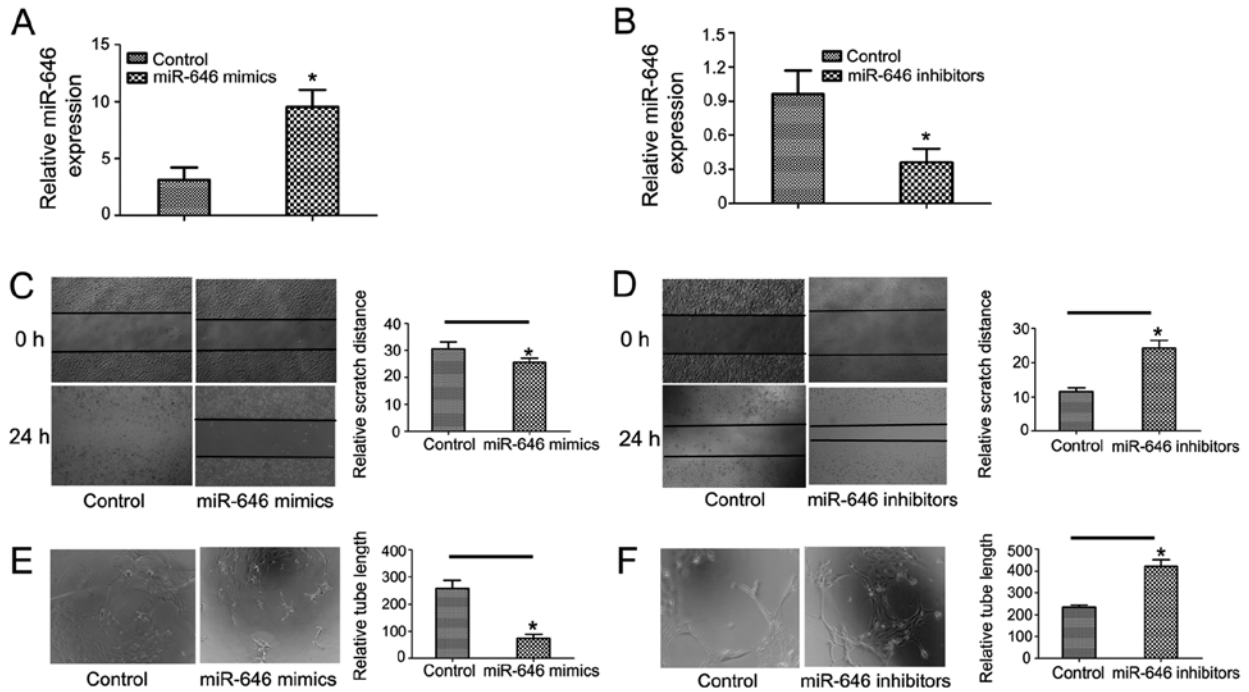 A
Relative miR-646
expression
15
10
5
0
Control
miR-646 mimics
*
B
Relative miR-646
expression
1.5
1.2
0.9
0.6
0.3
0
Control
miR-646 inhibitors
*
C
0 h
24 h
Control
miR-646 mimics
Relative scratch distance
40
30
20
10
0
*
Control
miR-646 mimics
D
0 h
24 h
Control
miR-646 inhibitors
Relative scratch distance
30
20
10
0
*
Control
miR-646 inhibitors
E
Control
miR-646 mimics
Relative tube length
400
300
200
100
0
*
Control
miR-646 mimics
F
Control
miR-646 inhibitors
Relative tube length
500
400
300
200
100
0
*
Control
miR-646 inhibitors